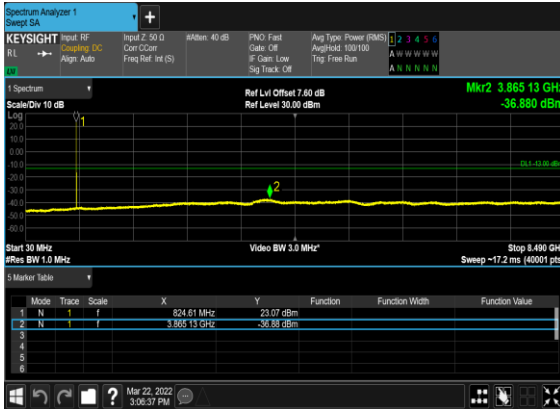 Spectrum Analyzer 1
Swept SA
+
KEYSIGHT Input: RF Input Z: 50 Ω #Atten: 40 dB PNO: Fast Avg Type: Power (RMS) 1 2 3 4 5 6
RL Coupling: DC Corr CCorr Gate: Off Avg|Hold: 100/100 A W W W W W
Align: Auto Freq Ref: Int (S) IF Gain: Low Trig: Free Run
Sig Track: Off A N N N N N
1 Spectrum
Ref Lvl Offset 7.60 dB Mkr2 3.865 13 GHz
Scale/Div 10 dB Ref Level 30.00 dBm -36.880 dBm
Log
1
20.0
10.0
0.00
-10.0
DL1 -13.00 dBm
-20.0
-30.0
2
-40.0
-50.0
-60.0
Start 30 MHz Video BW 3.0 MHz* Stop 8.490 GHz
#Res BW 1.0 MHz Sweep ~17.2 ms (40001 pts)
5 Marker Table
Mode Trace Scale X Y Function Function Width Function Value
1 N 1 f 824.61 MHz 23.07 dBm
2 N 1 f 3.865 13 GHz -36.88 dBm
3
4
5
6
? Mar 22, 2022
3:06:37 PM